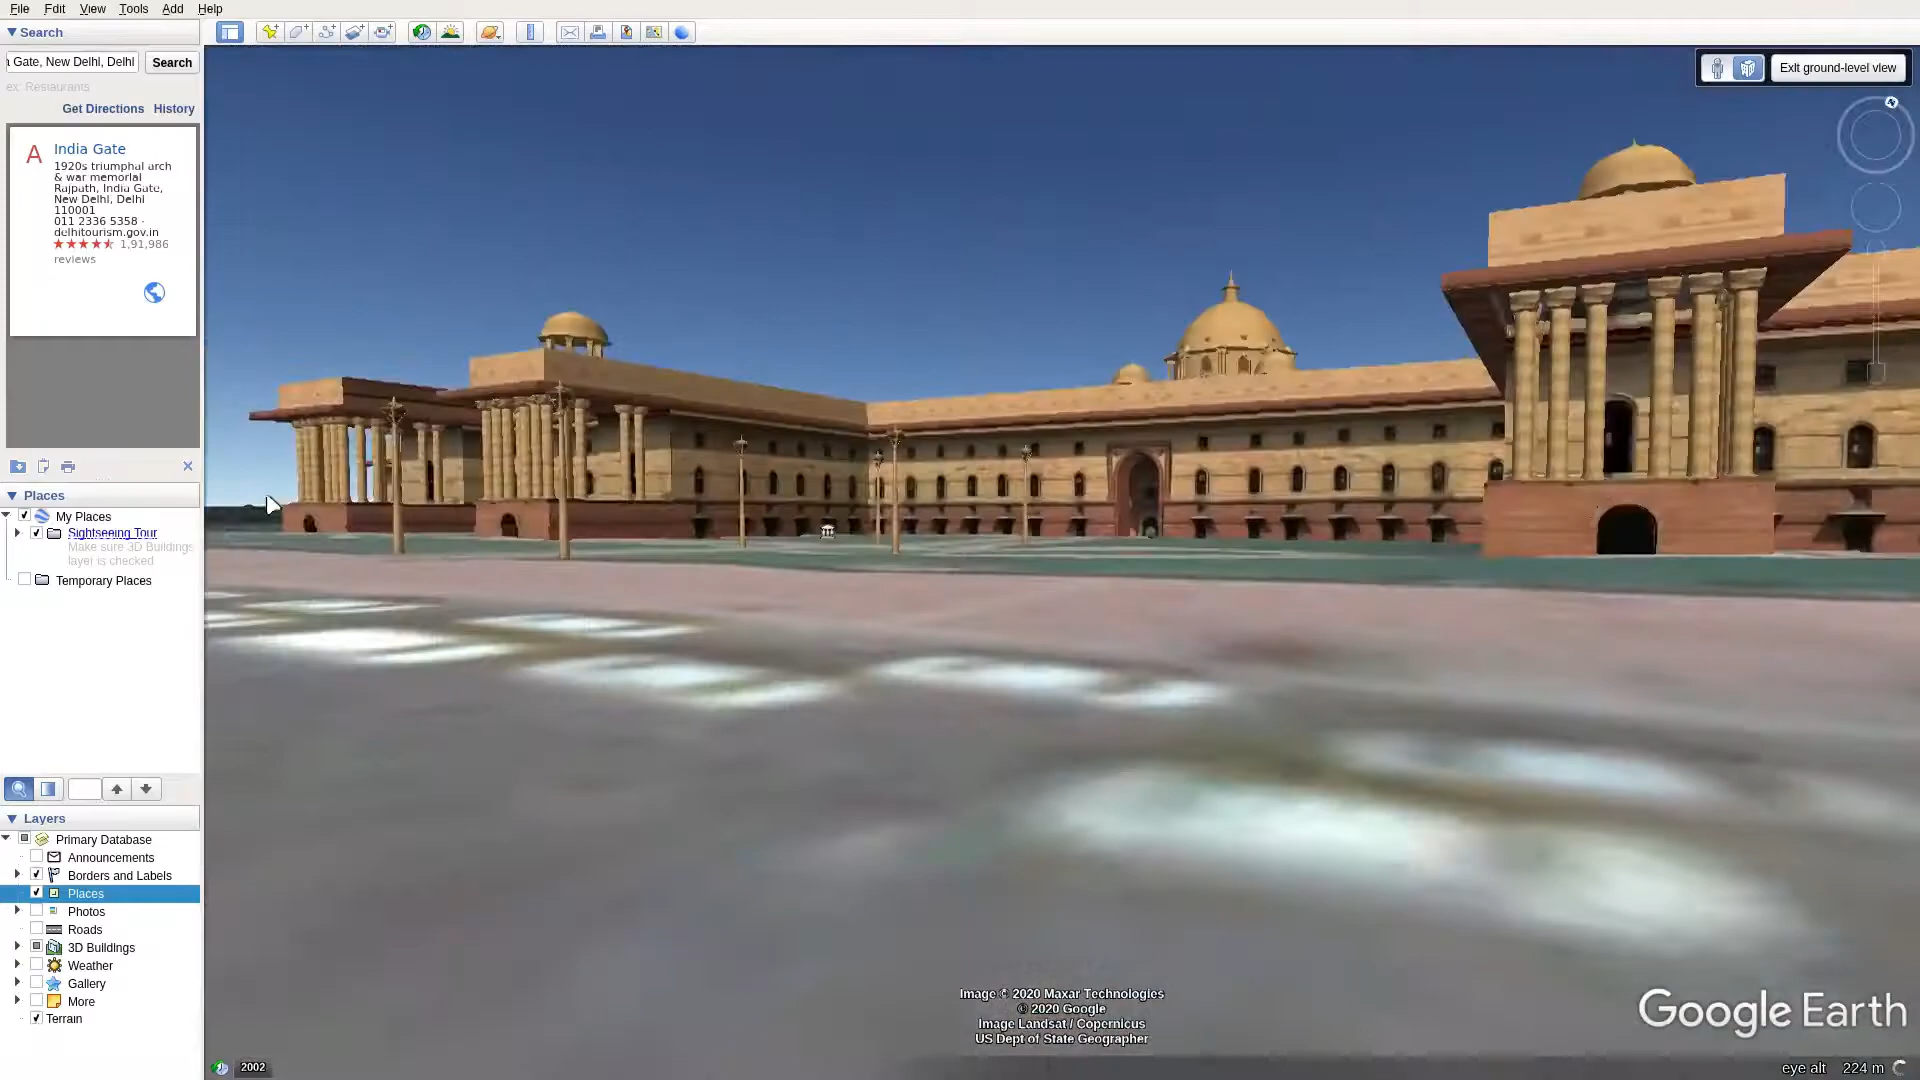 File Edit View Tools Add Help
Search
a Gate, New Delhi, Delhi Search
ex: Restaurants
Get Directions History
A India Gate
1920s triumphal arch
& war memorial
Rajpath, India Gate,
New Delhi, Delhi
110001
011 2336 5358 ·
delhitourism.gov.in
1,91,986
reviews
Places
My Places
Sightseeing Tour
Make sure 3D Buildings
layer is checked
Temporary Places
Layers
Primary Database
Announcements
Borders and Labels
Places
Photos
Roads
3D Buildings
Weather
Gallery
More
Terrain
Exit ground-level view
N
Image © 2020 Maxar Technologies
© 2020 Google
Image Landsat / Copernicus
US Dept of State Geographer
Google Earth
2002
eye alt 224 m